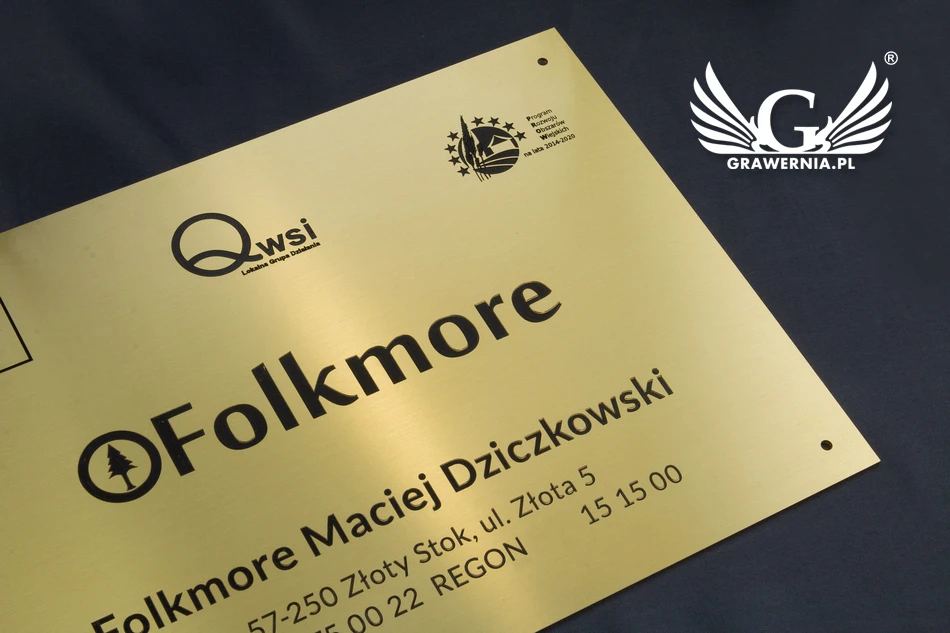 Program
Rozwoju
Obszarów
Wiejskich
na lata 2014-2020
G
®
GRAWERNIA.PL
Qwsi
Lokalna Grupa Działania
Folkmore
Folkmore Maciej Dziczkowski
57-250 Złoty Stok, ul. Złota 5
00 22 REGON 15 15 00